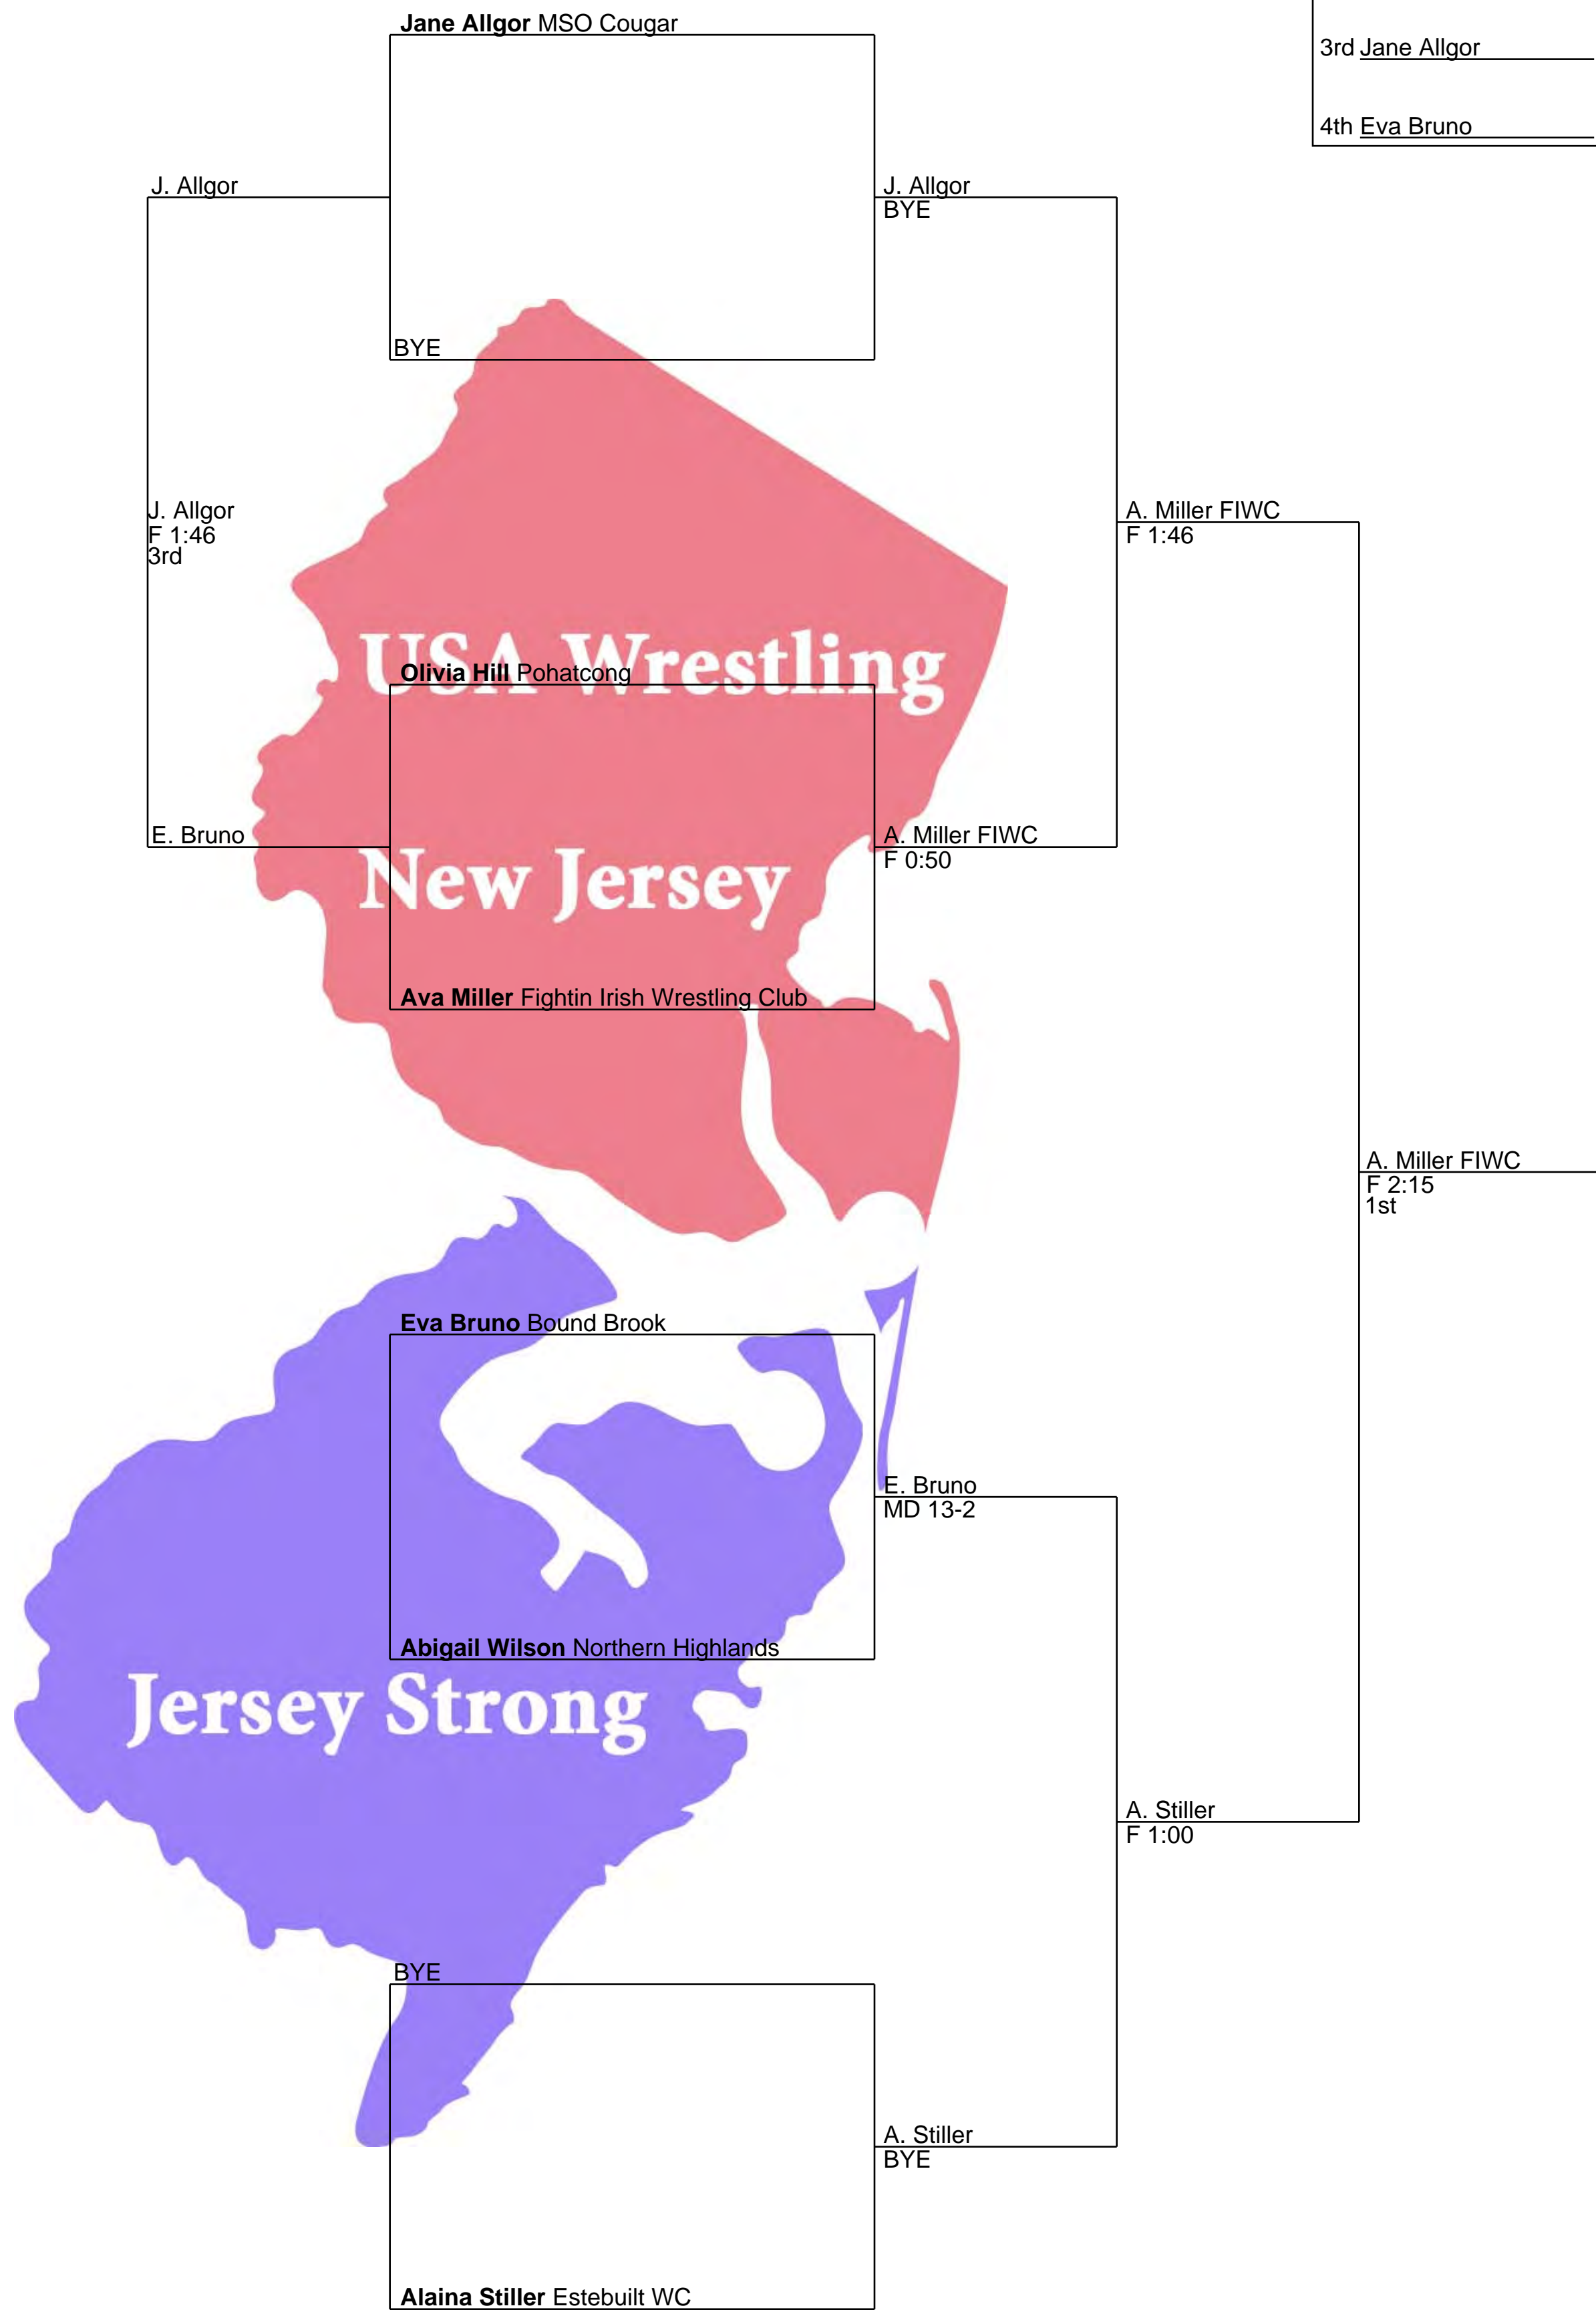 Jane Allgor MSO Cougar
3rd Jane Allgor
4th Eva Bruno
J. Allgor
J. Allgor
BYE
BYE
J. Allgor
F 1:46
3rd
A. Miller FIWC
F 1:46
USA Wrestling
Olivia Hill Pohatcong
E. Bruno
A. Miller FIWC
F 0:50
New Jersey
Ava Miller Fightin Irish Wrestling Club
A. Miller FIWC
F 2:15
1st
Eva Bruno Bound Brook
E. Bruno
MD 13-2
Abigail Wilson Northern Highlands
Jersey Strong
A. Stiller
F 1:00
BYE
A. Stiller
BYE
Alaina Stiller Estebuilt WC